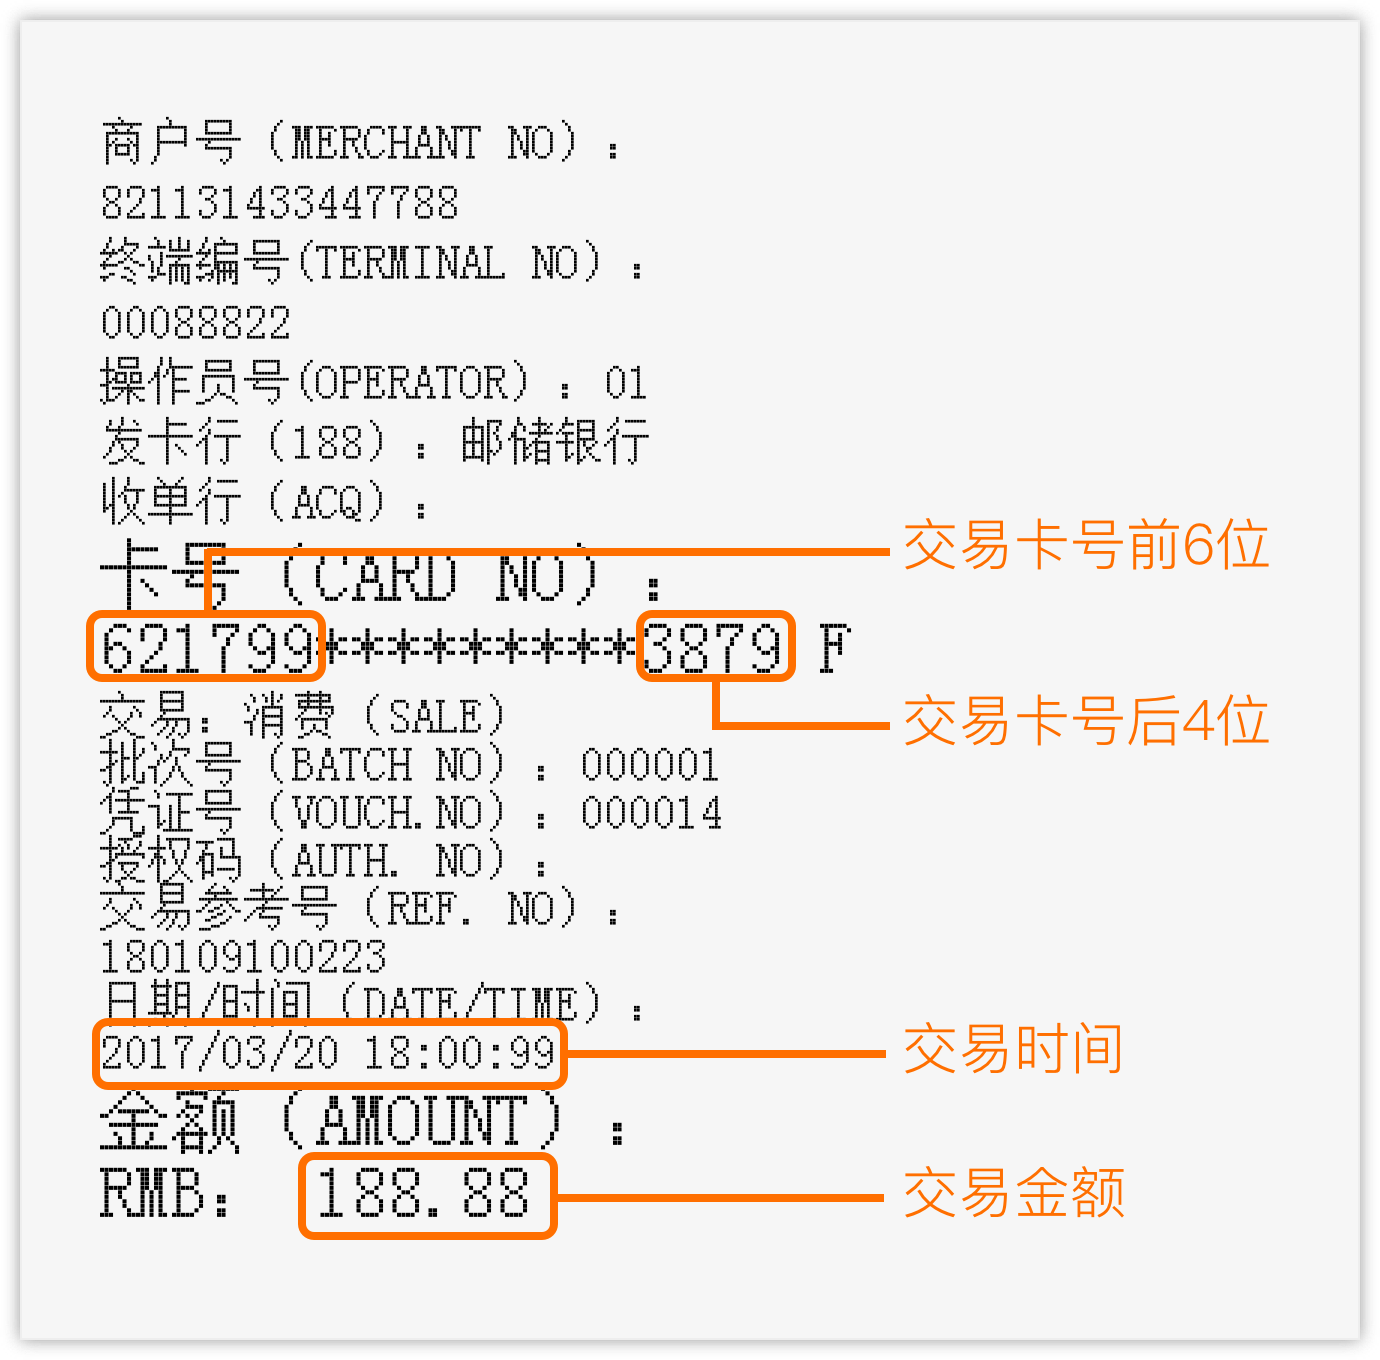 商户号（MERCHANT NO）：
821131433447788
终端编号(TERMINAL NO）：
00088822
操作员号(OPERATOR）：01
发卡行（188）：邮储银行
收单行（ACQ）：
交易卡号前6位
卡号（CARD NO）：
621799*********3879 F
交易卡号后4位
交易：消费（SALE）
批次号（BATCH NO）：000001
凭证号（VOUCH.NO）：000014
授权码（AUTH. NO）：
交易参考号（REF. NO）：
180109100223
日期/时间（DATE/TIME）：
2017/03/20 18:00:99
交易时间
金额（AMOUNT）：
RMB： 188.88
交易金额